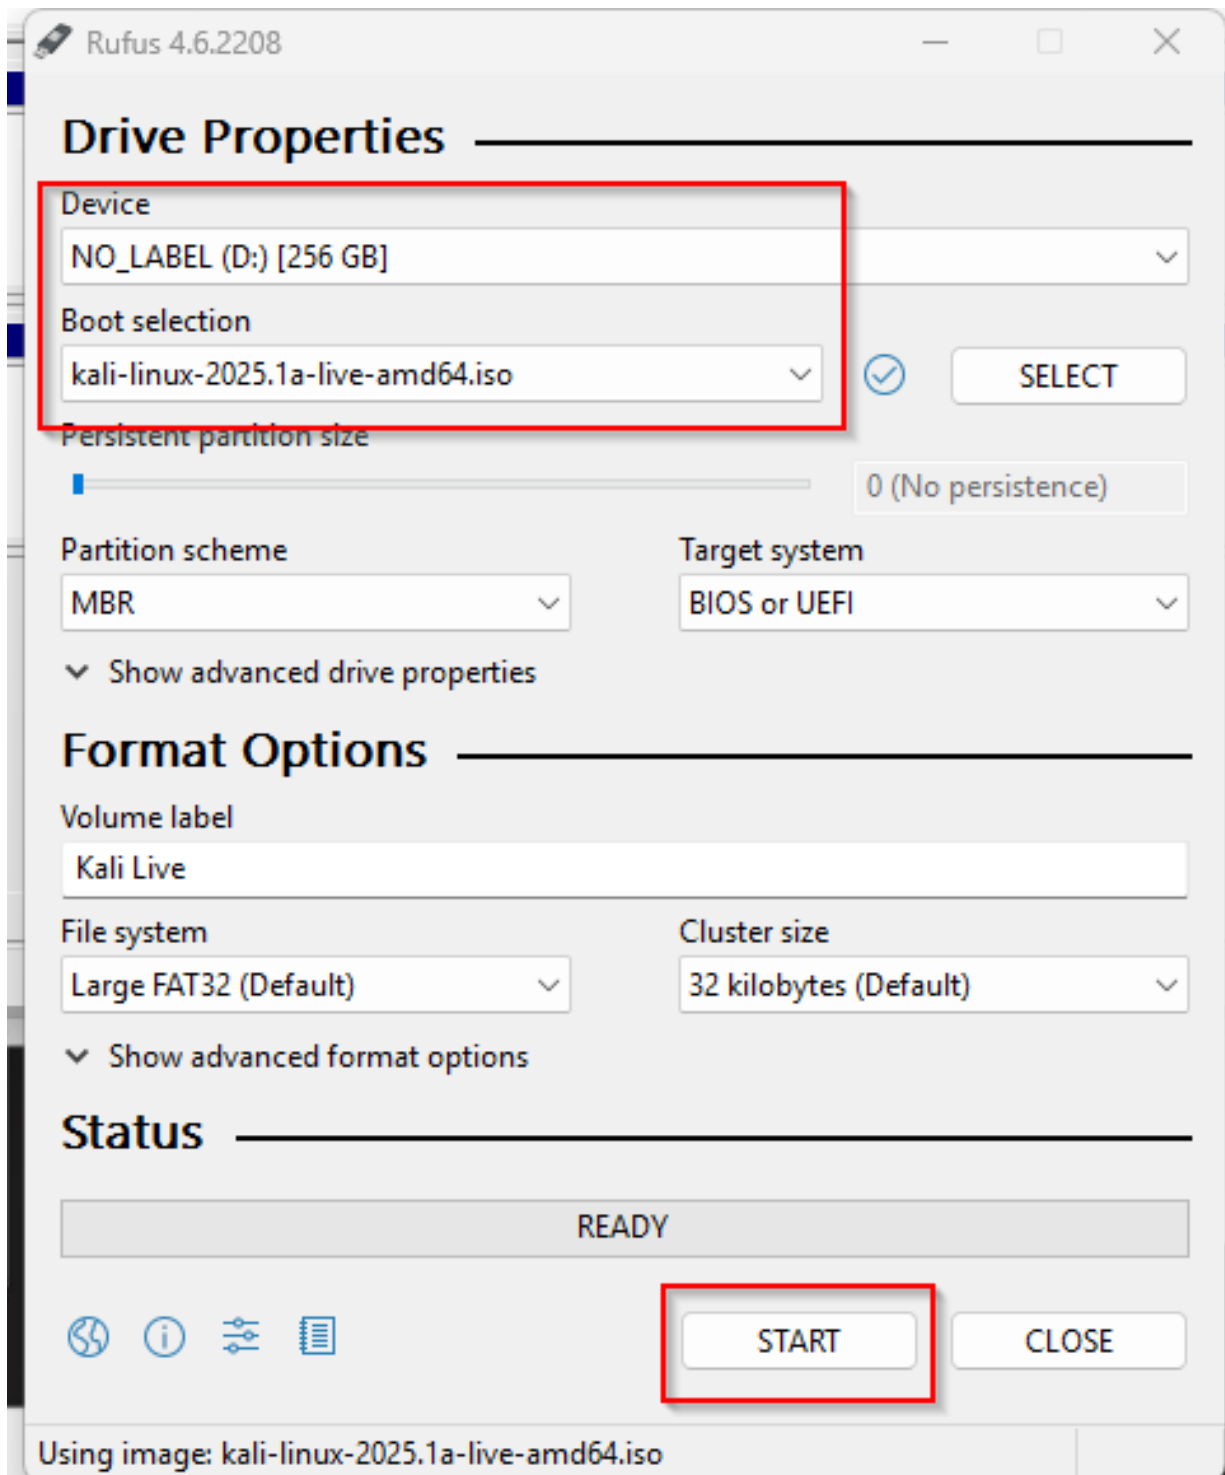 Rufus 4.6.2208
Drive Properties
Device
NO_LABEL (D:) [256 GB]
Boot selection
kali-linux-2025.1a-live-amd64.iso
SELECT
Persistent partition size
0 (No persistence)
Partition scheme
Target system
MBR
BIOS or UEFI
Show advanced drive properties
Format Options
Volume label
Kali Live
File system
Cluster size
Large FAT32 (Default)
32 kilobytes (Default)
Show advanced format options
Status
READY
START
CLOSE
Using image: kali-linux-2025.1a-live-amd64.iso